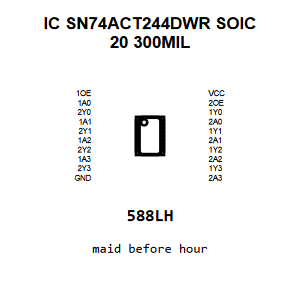 IC SN74ACT244DWR SOIC
20 300MIL
1OE VCC
1A0 2OE
2Y0 1Y0
1A1 2A0
2Y1 1Y1
1A2 2A1
2Y2 1Y2
1A3 2A2
2Y3 1Y3
GND 2A3
588LH
maid before hour